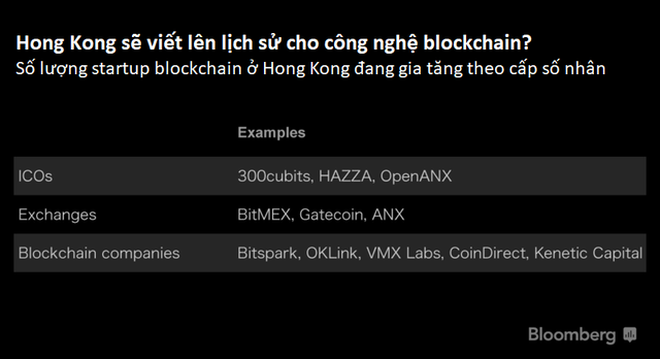 Hong Kong sẽ viết lên lịch sử cho công nghệ blockchain?
Số lượng startup blockchain ở Hong Kong đang gia tăng theo cấp số nhân
Examples
ICOs 300cubits, HAZZA, OpenANX
Exchanges BitMEX, Gatecoin, ANX
Blockchain companies Bitspark, OKLink, VMX Labs, CoinDirect, Kenetic Capital
Bloomberg